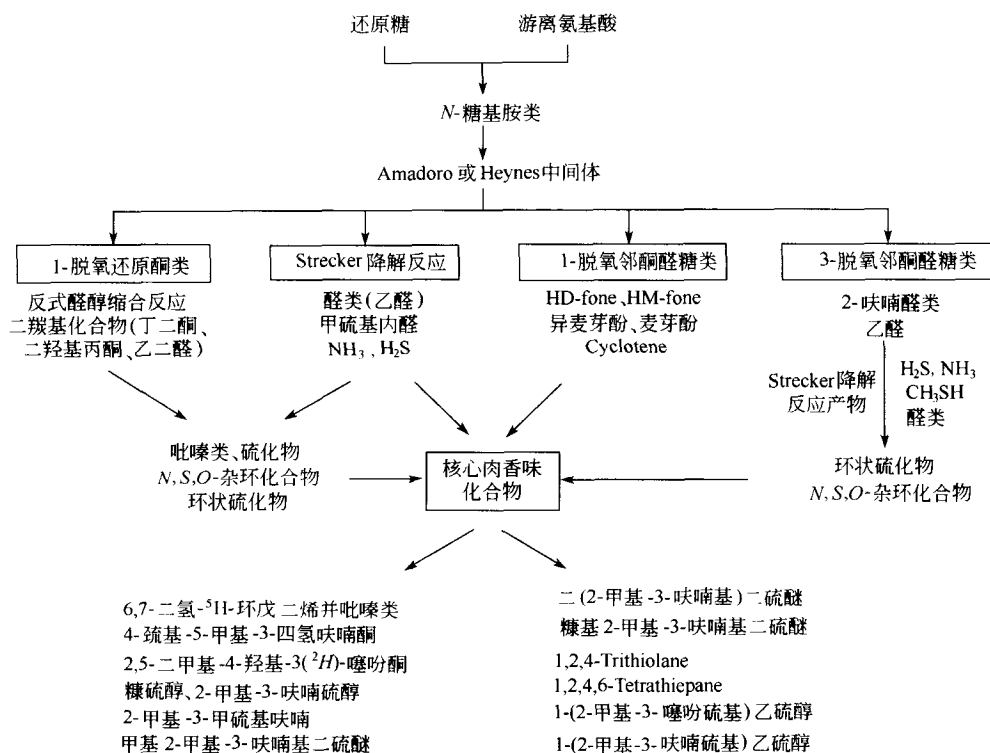 还原糖 游离氨基酸
N-糖基胺类
Amadoro 或 Heynes中间体
1-脱氧还原酮类
反式醛醇缩合反应
二羰基化合物(丁二酮、
二羟基丙酮、乙二醛)
Strecker 降解反应
醛类(乙醛)
甲硫基内醛
NH₃ , H₂S
1-脱氧邻酮醛糖类
HD-fone、HM-fone
异麦芽酚、麦芽酚
Cyclotene
3-脱氧邻酮醛糖类
2-呋喃醛类
乙醛
Strecker降解
反应产物
H₂S, NH₃
CH₃SH
醛类
吡嗪类、硫化物
N,S,O-杂环化合物
环状硫化物
核心肉香味
化合物
环状硫化物
N,S,O-杂环化合物
6,7-二氢-⁵H-环戊二烯并吡嗪类
4-巯基-5-甲基-3-四氢呋喃酮
2,5-二甲基-4-羟基-3(²H)-噻吩酮
糠硫醇、2-甲基-3-呋喃硫醇
2-甲基-3-甲硫基呋喃
甲基2-甲基-3-呋喃基二硫醚
二(2-甲基-3-呋喃基)二硫醚
糠基2-甲基-3-呋喃基二硫醚
1,2,4-Trithiolane
1,2,4,6-Tetrathiepane
1-(2-甲基-3-噻吩硫基)乙硫醇
1-(2-甲基-3-呋喃硫基)乙硫醇